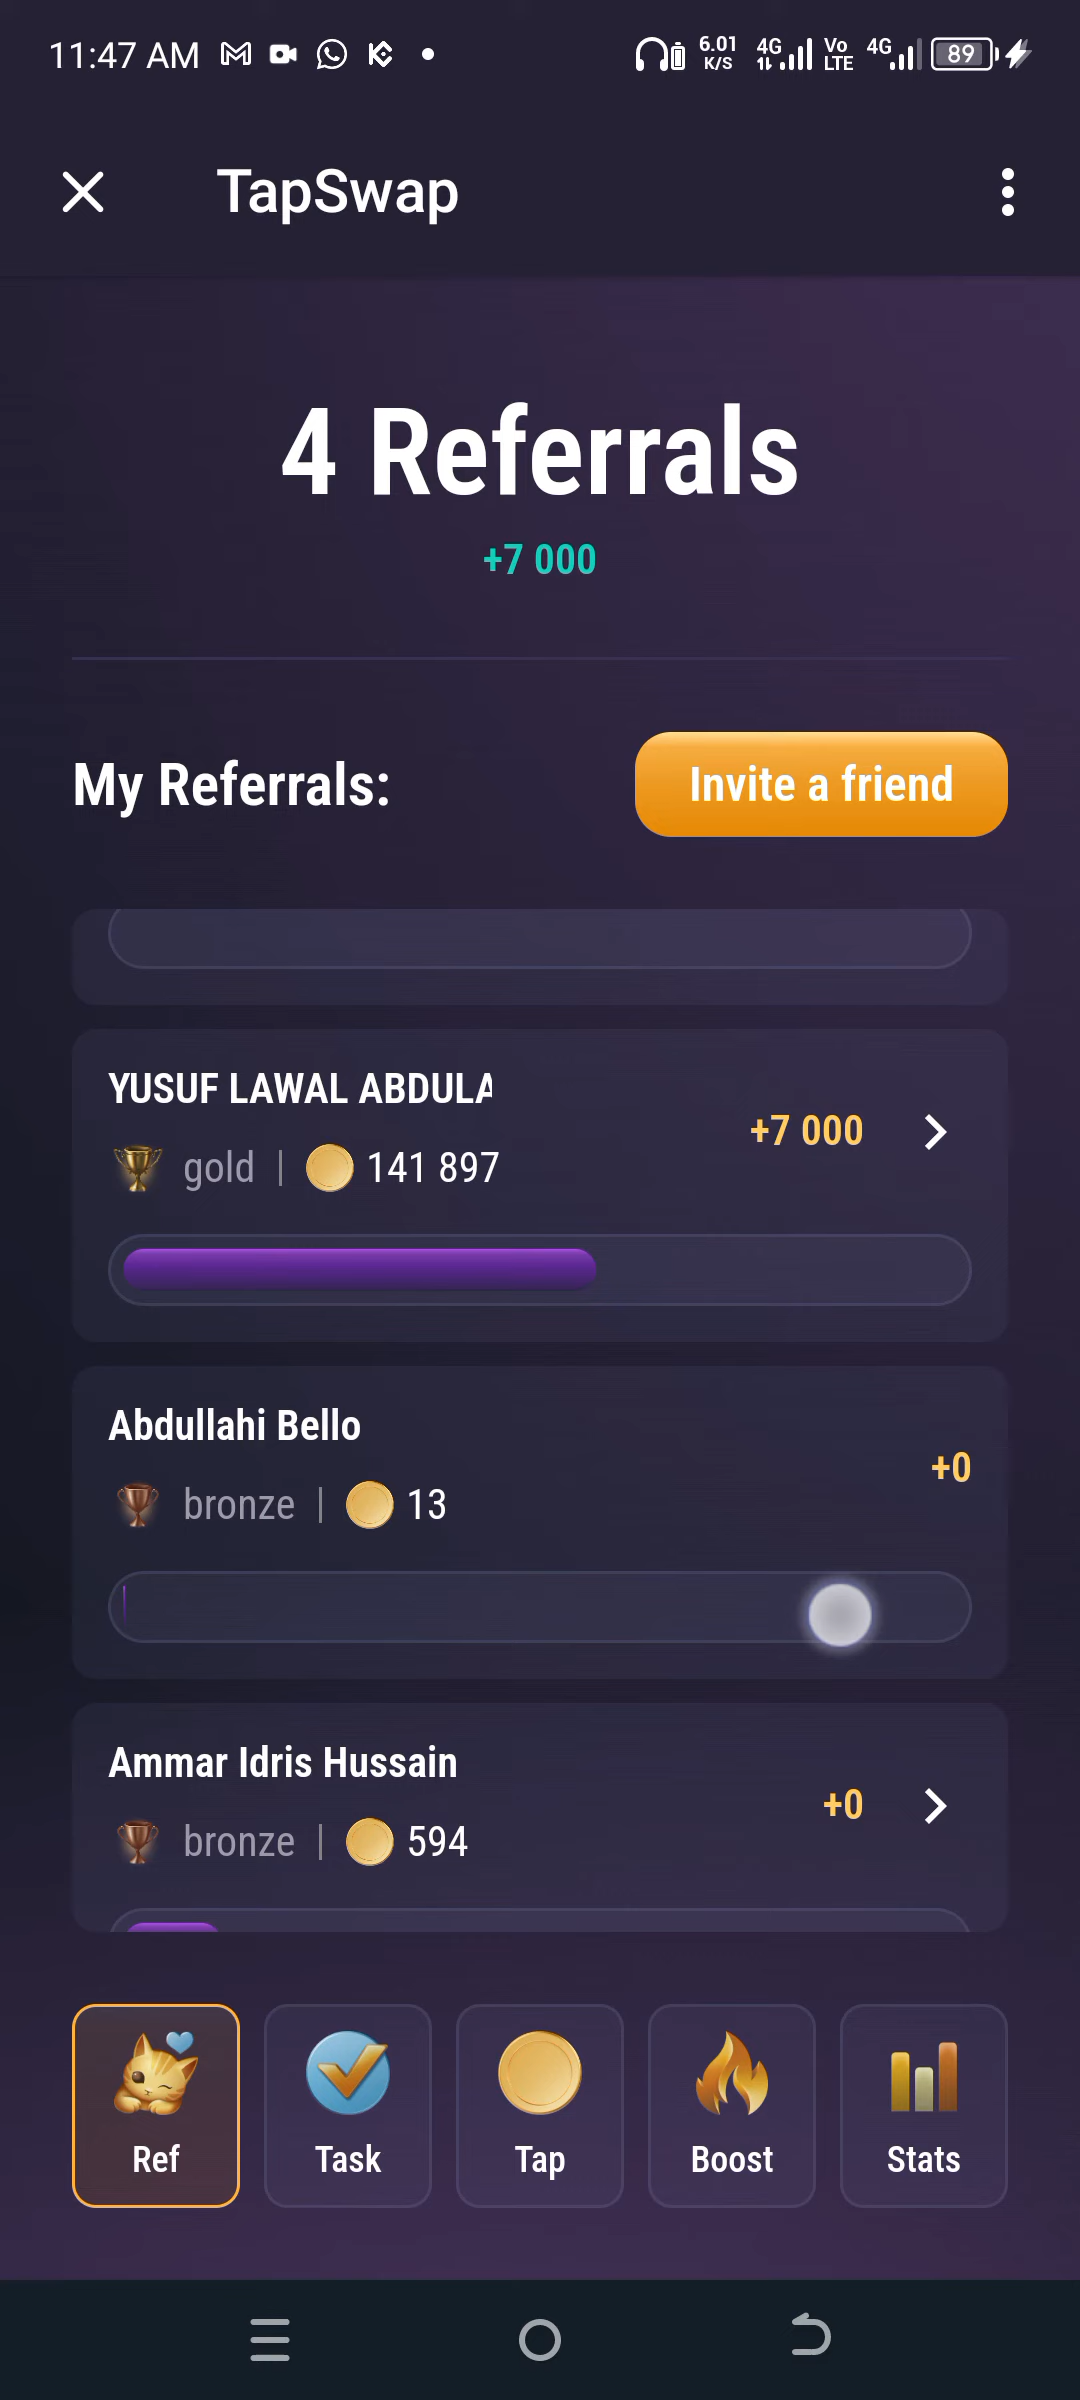 11:47 AM
6.01 K/S 4G Vo LTE 4G 89
TapSwap
4 Referrals
+7 000
My Referrals:
Invite a friend
YUSUF LAWAL ABDULA
+7 000
gold | 141 897
Abdullahi Bello
+0
bronze | 13
Ammar Idris Hussain
+0
bronze | 594
Ref Task Tap Boost Stats